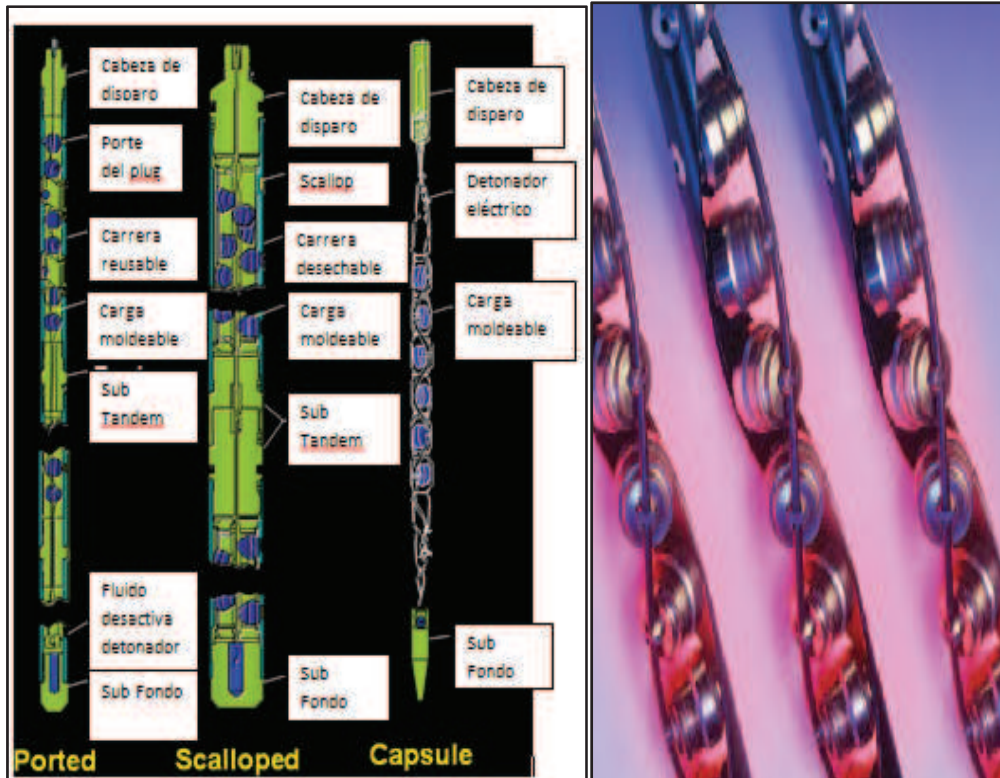 Cabeza de
disparo
Porte
del plug
Carrera
reusable
Carga
moldeable
Sub
Tandem
Fluido
desactiva
detonador
Sub Fondo
Ported
Cabeza de
disparo
Scallop
Carrera
desechable
Carga
moldeable
Sub
Tandem
Sub
Fondo
Scalloped
Cabeza de
disparo
Detonador
eléctrico
Carga
moldeable
Sub
Fondo
Capsule